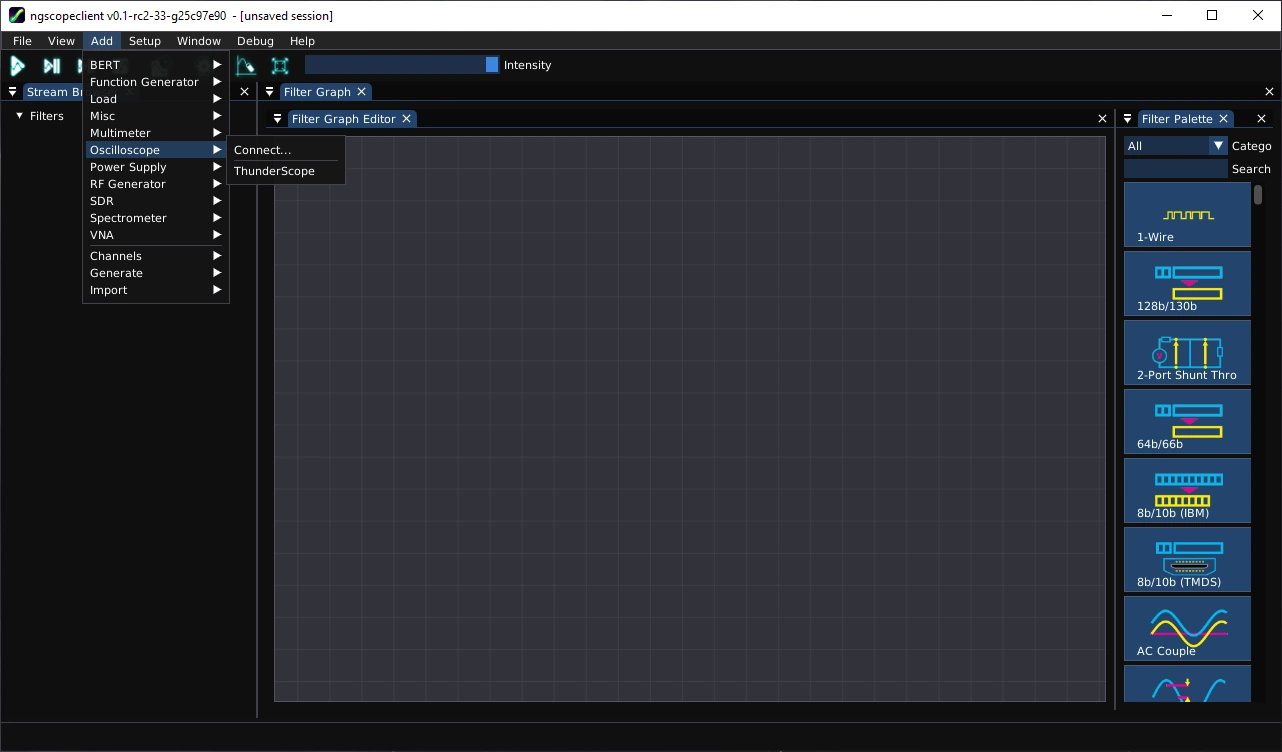 ngscopeclient v0.1-rc2-33-g25c97e90 - [unsaved session]
File View Add Setup Window Debug Help
Intensity
Stream Br
Filters
BERT
Function Generator
Load
Misc
Multimeter
Oscilloscope
Power Supply
RF Generator
SDR
Spectrometer
VNA
Channels
Generate
Import
Connect...
ThunderScope
Filter Graph
Filter Graph Editor
Filter Palette
All Catego
Search
1-Wire
128b/130b
V
2-Port Shunt Thro
64b/66b
8b/10b (IBM)
8b/10b (TMDS)
AC Couple